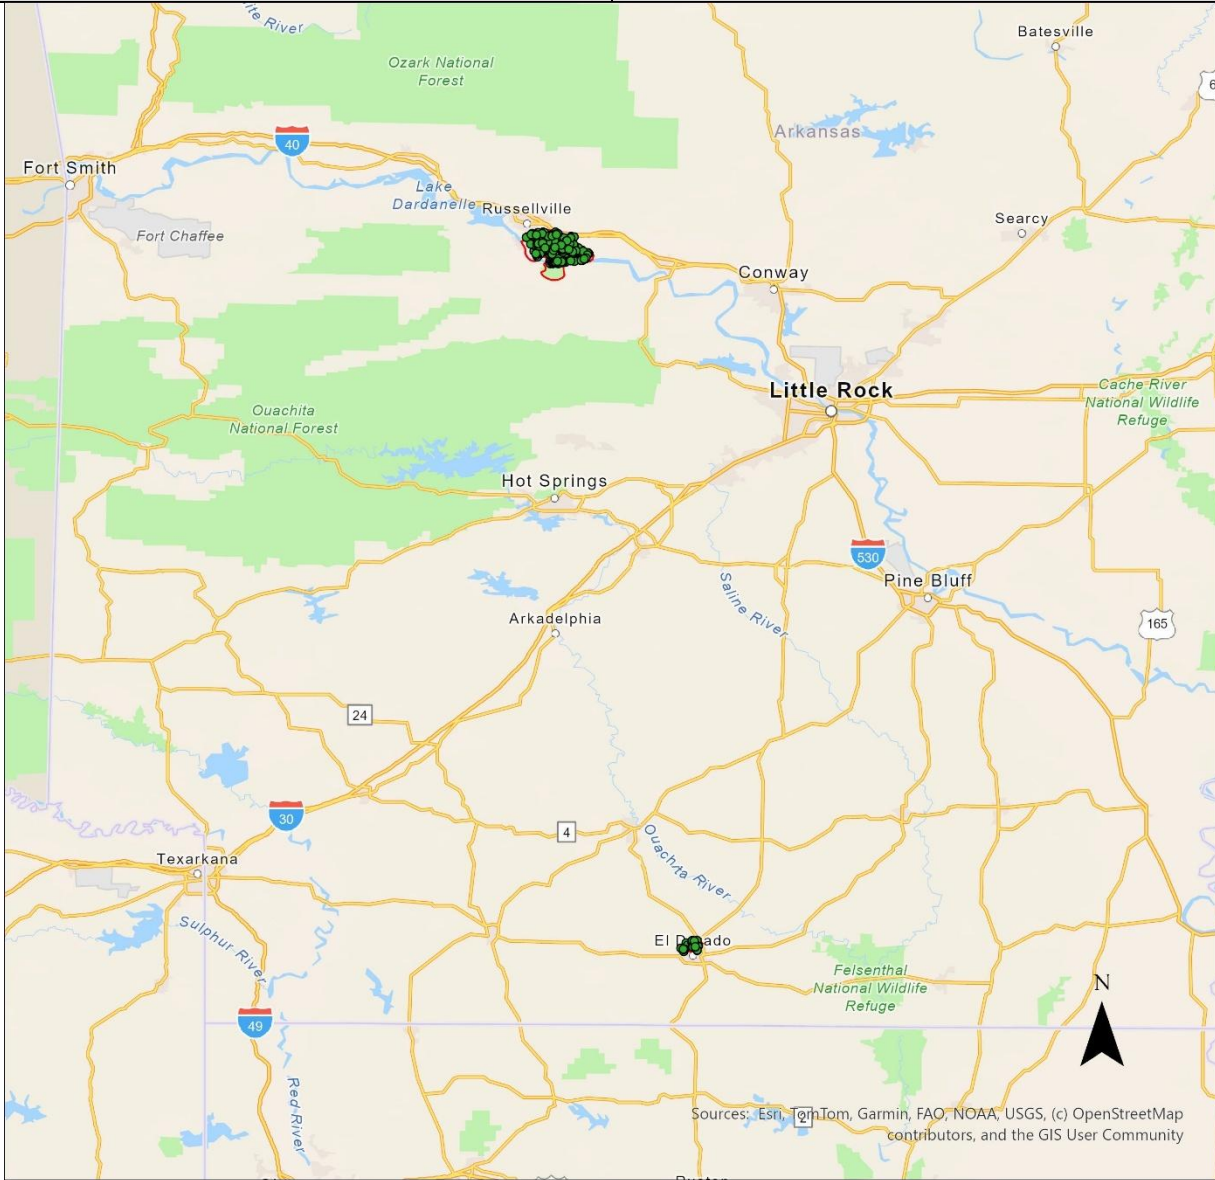 ite River
Batesville
Ozark National
Forest
6
Arkansas
40
Fort Smith
Lake
Dardanelle
Russellville
Searcy
Fort Chaffee
Conway
Little Rock
Cache River
National Wildlife
Refuge
Ouachita
National Forest
Hot Springs
530
Pine Bluff
Saline River
Arkadelphia
165
24
30
4
Texarkana
Ouachita River
Sulphur River
El D ado
Felsenthal
National Wildlife
Refuge
N
49
Red River
2
Sources: Esri, TomTom, Garmin, FAO, NOAA, USGS, (c) OpenStreetMap
contributors, and the GIS User Community